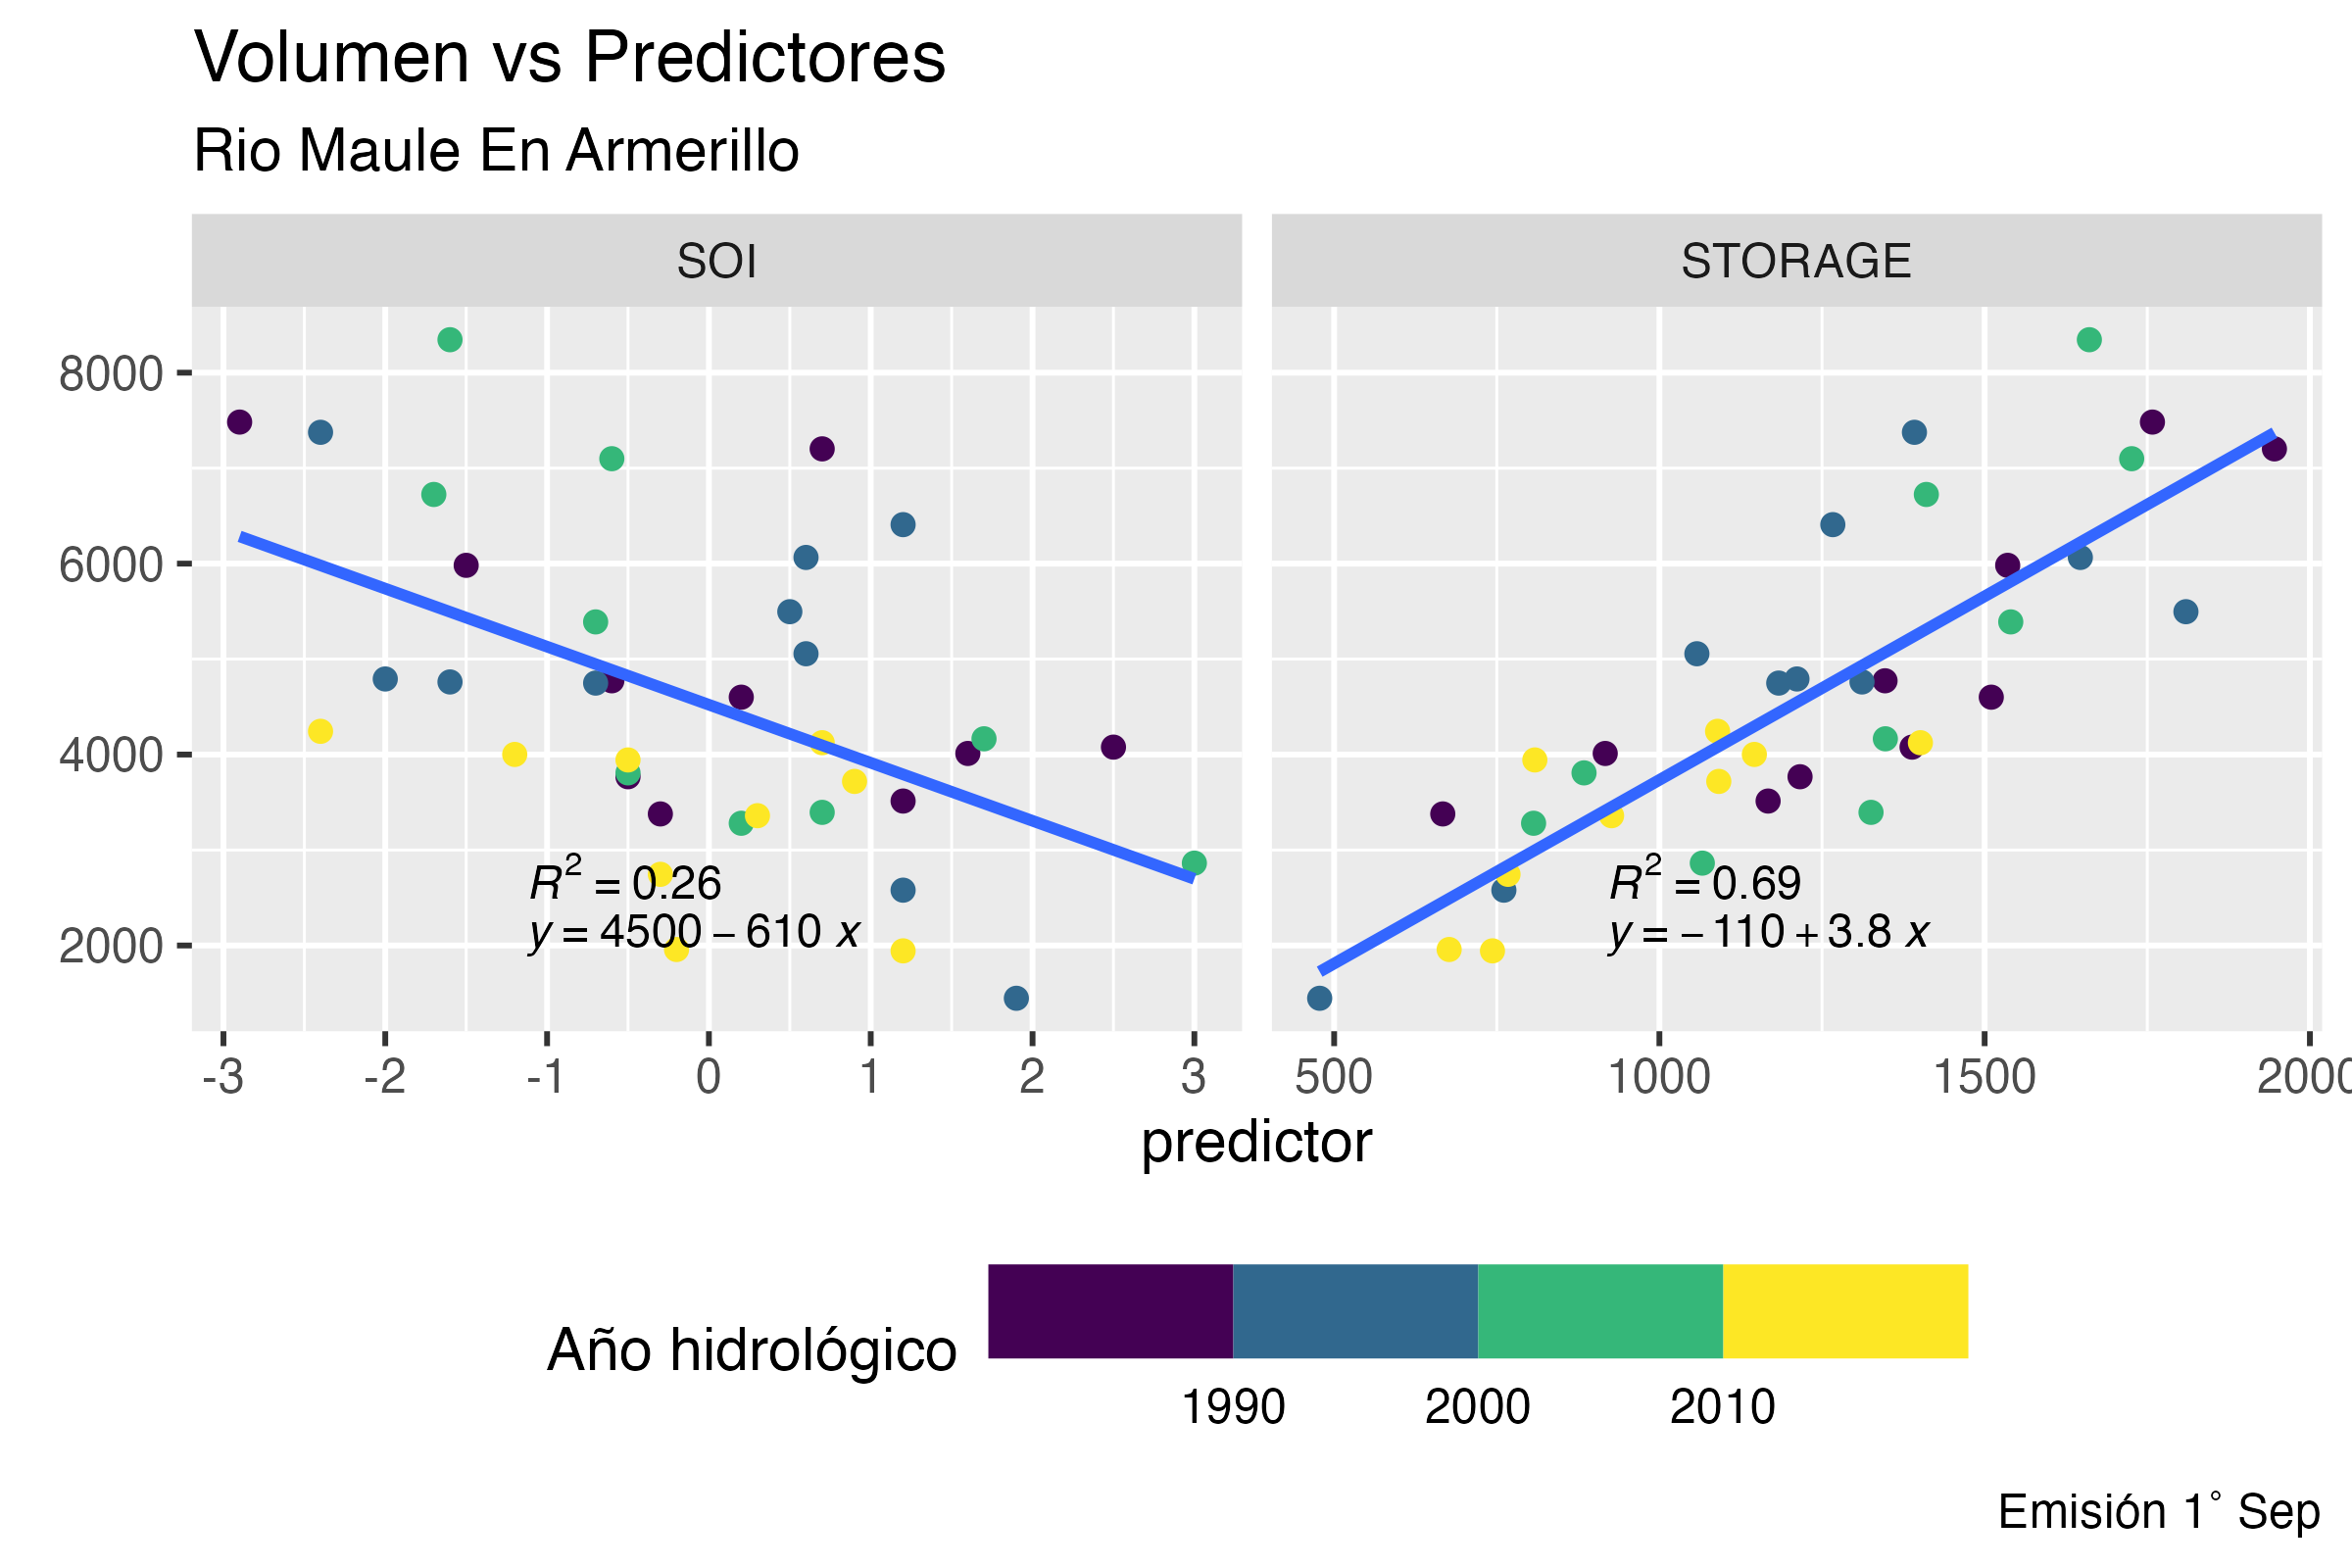 Volumen vs Predictores
Rio Maule En Armerillo
SOI
STORAGE
8000
6000
4000
2000
R² = 0.26
y = 4500 − 610 x
R² = 0.69
y = − 110 + 3.8 x
-3 -2 -1 0 1 2 3
500 1000 1500 2000
predictor
Año hidrológico
1990 2000 2010
Emisión 1° Sep